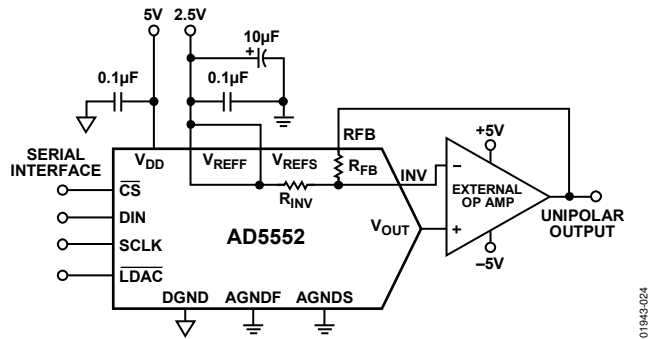 5V 2.5V
10µF
+
0.1µF 0.1µF
RFB +5V
SERIAL
INTERFACE
VDD VREFF VREFS RFB INV −
CS
RINV
EXTERNAL
OP AMP
DIN
UNIPOLAR
OUTPUT
VOUT +
SCLK AD5552
−5V
LDAC
DGND AGNDF AGNDS
01943-024